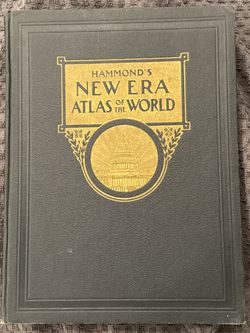 HAMMOND'S
NEW ERA
ATLAS OF THE WORLD